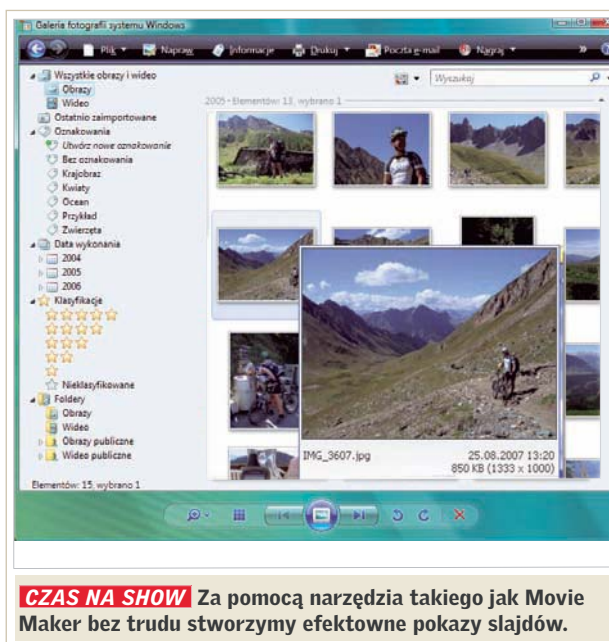 Galeria fotografii systemu Windows
Plik Napraw Informacje Drukuj Poczta e-mail Nagraj »
Wszystkie obrazy i wideo
Obrazy
Wideo
Ostatnio zaimportowane
Oznakowania
Utwórz nowe oznakowanie
Bez oznakowania
Krajobraz
Kwiaty
Ocean
Przykład
Zwierzęta
Data wykonania
2004
2005
2006
Klasyfikacje
Nieklasyfikowane
Foldery
Obrazy
Wideo
Obrazy publiczne
Wideo publiczne
Elementów: 15, wybrano 1
Wyszukaj
2005 - Elementów: 13, wybrano 1
IMG_3607.jpg 25.08.2007 13:20
850 KB (1333 x 1000)
CZAS NA SHOW Za pomocą narzędzia takiego jak Movie
Maker bez trudu stworzymy efektowne pokazy slajdów.